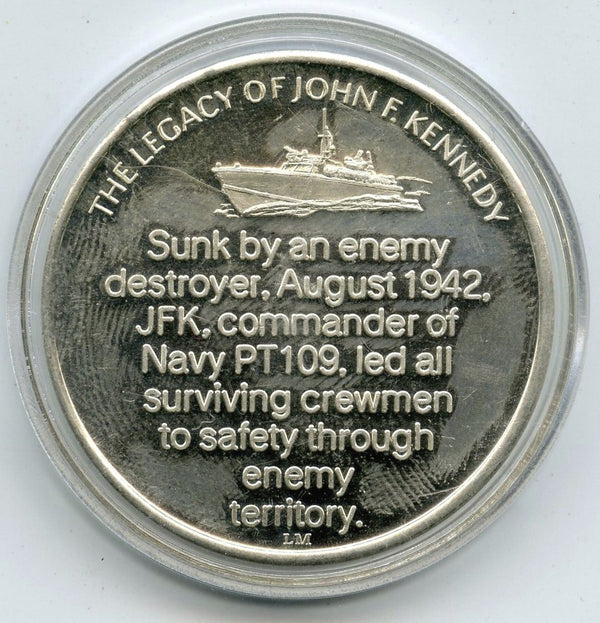 THE LEGACY OF JOHN F. KENNEDY
Sunk by an enemy
destroyer, August 1942,
JFK, commander of
Navy PT109, led all
surviving crewmen
to safety through
enemy
territory.
LM